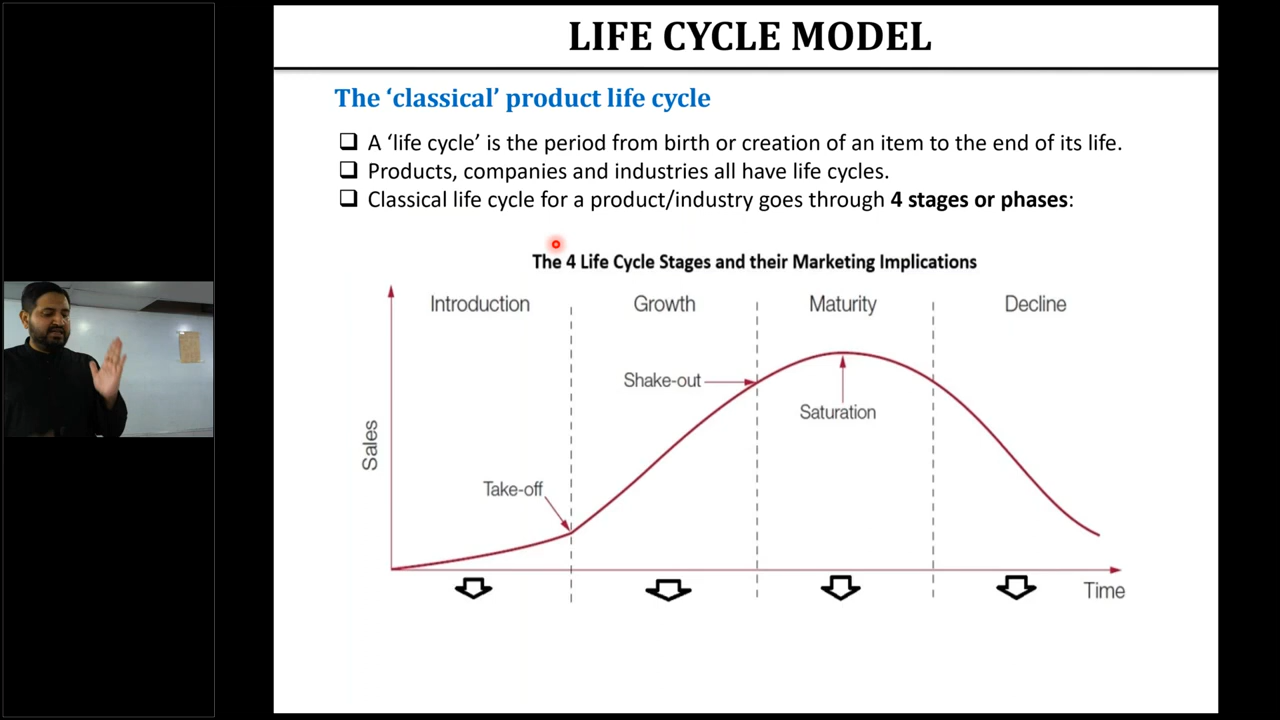 LIFE CYCLE MODEL
The ‘classical’ product life cycle
A ‘life cycle’ is the period from birth or creation of an item to the end of its life.
Products, companies and industries all have life cycles.
Classical life cycle for a product/industry goes through 4 stages or phases:
The 4 Life Cycle Stages and their Marketing Implications
Introduction
Growth
Maturity
Decline
Shake-out
Saturation
Sales
Take-off
Time